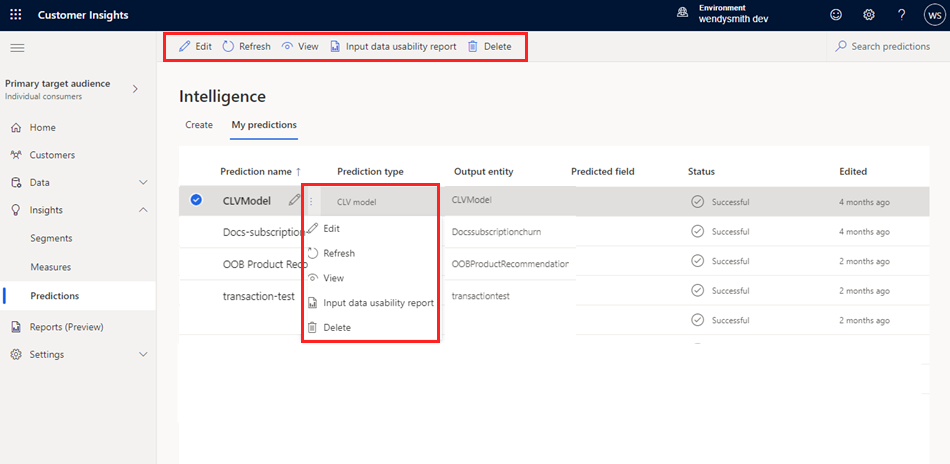 Customer Insights
Environment
wendysmith dev
?
WS
Edit Refresh View Input data usability report Delete
Search predictions
Primary target audience
Individual consumers
Home
Customers
Data
Insights
Segments
Measures
Predictions
Reports (Preview)
Settings
Intelligence
Create My predictions
Prediction name ↑ Prediction type Output entity Predicted field Status Edited
CLVModel CLV model CLVModel Successful 4 months ago
Docs-subscription Docssubscriptionchurn Successful 4 months ago
OOB Product Reco OOBProductRecommendation Successful 2 months ago
transaction-test transactiontest Successful 2 months ago
Successful 2 months ago
Edit
Refresh
View
Input data usability report
Delete